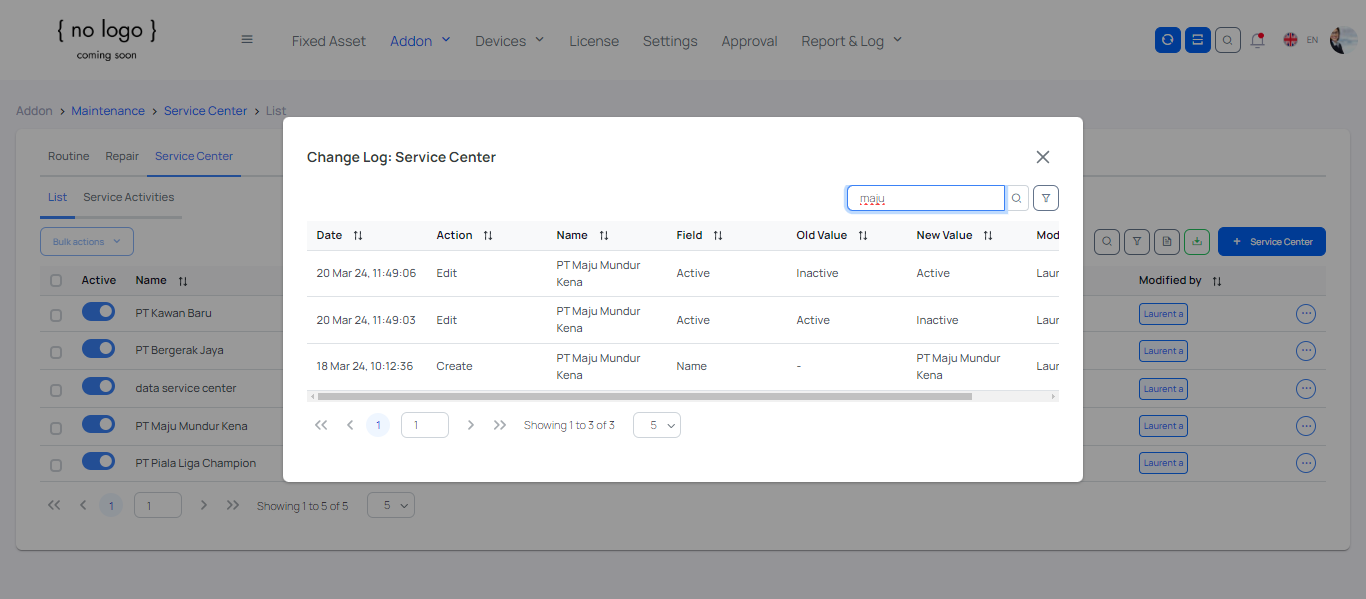 { no logo }
coming soon
Fixed Asset Addon Devices License Settings Approval Report & Log EN
Addon > Maintenance > Service Center > List
Routine Repair Service Center
List Service Activities
Bulk actions
+ Service Center
Active Name Modified by
PT Kawan Baru Laurent a
PT Bergerak Jaya Laurent a
data service center Laurent a
PT Maju Mundur Kena Laurent a
PT Piala Liga Champion Laurent a
1 1 Showing 1 to 5 of 5 5
Change Log: Service Center
maju
Date Action Name Field Old Value New Value Mod
20 Mar 24, 11:49:06 Edit PT Maju Mundur Kena Active Inactive Active Laur
20 Mar 24, 11:49:03 Edit PT Maju Mundur Kena Active Active Inactive Laur
18 Mar 24, 10:12:36 Create PT Maju Mundur Kena Name - PT Maju Mundur Kena Laur
1 1 Showing 1 to 3 of 3 5